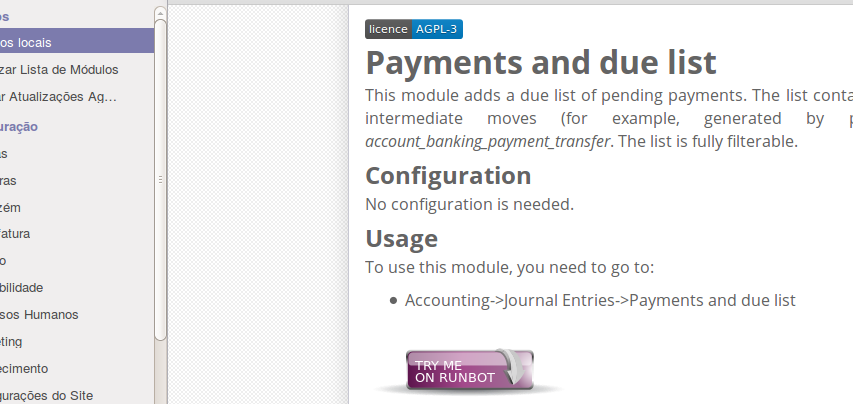 os
os locais
zar Lista de Módulos
ar Atualizações Ag...
uração
as
ras
zém
fatura
o
bilidade
sos Humanos
eting
ecimento
gurações do Site
licence AGPL-3
Payments and due list
This module adds a due list of pending payments. The list conta
intermediate moves (for example, generated by p
account_banking_payment_transfer. The list is fully filterable.
Configuration
No configuration is needed.
Usage
To use this module, you need to go to:
Accounting->Journal Entries->Payments and due list
TRY ME
ON RUNBOT